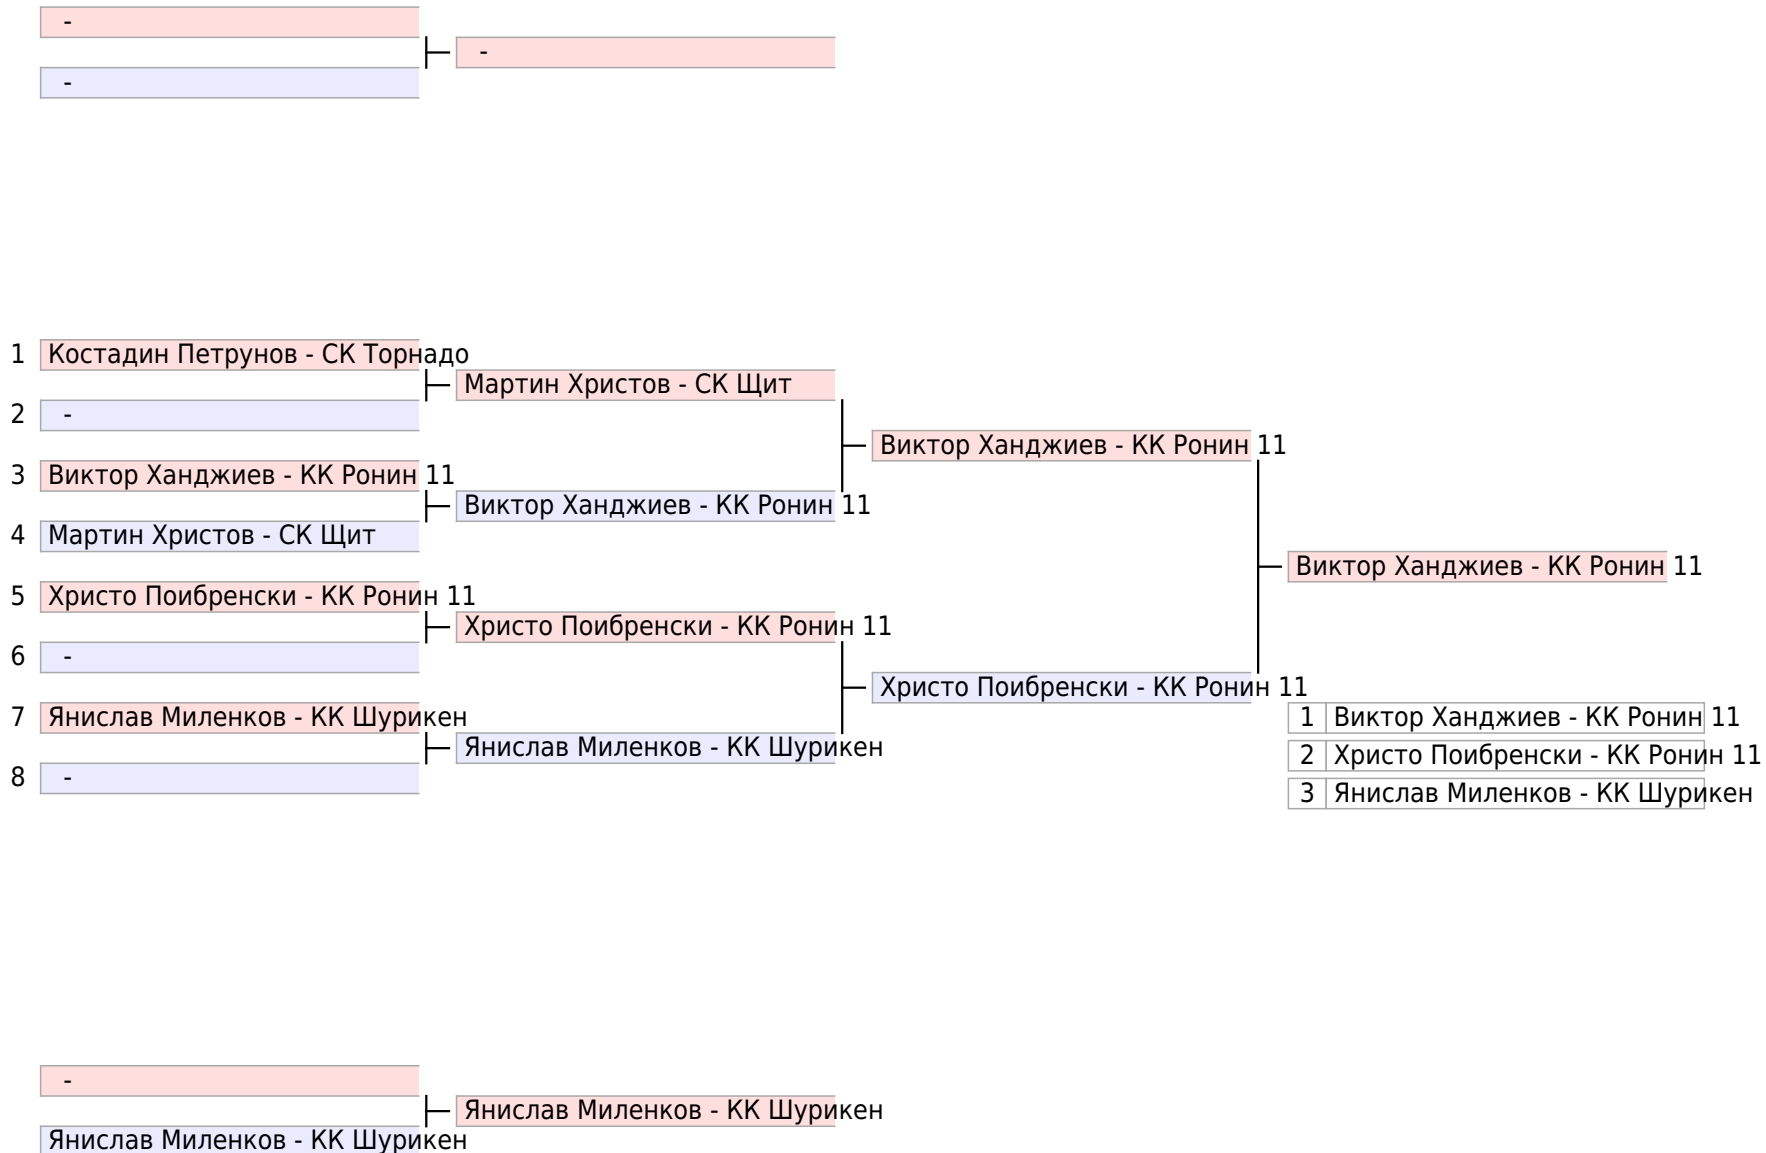 -
-
-
1 Костадин Петрунов - СК Торнадо
Мартин Христов - СК Щит
2 -
Виктор Ханджиев - КК Ронин 11
3 Виктор Ханджиев - КК Ронин 11
Виктор Ханджиев - КК Ронин 11
4 Мартин Христов - СК Щит
Виктор Ханджиев - КК Ронин 11
5 Христо Поибренски - КК Ронин 11
Христо Поибренски - КК Ронин 11
6 -
Христо Поибренски - КК Ронин 11
7 Янислав Миленков - КК Шурикен
1 Виктор Ханджиев - КК Ронин 11
Янислав Миленков - КК Шурикен
2 Христо Поибренски - КК Ронин 11
8 -
3 Янислав Миленков - КК Шурикен
-
Янислав Миленков - КК Шурикен
Янислав Миленков - КК Шурикен